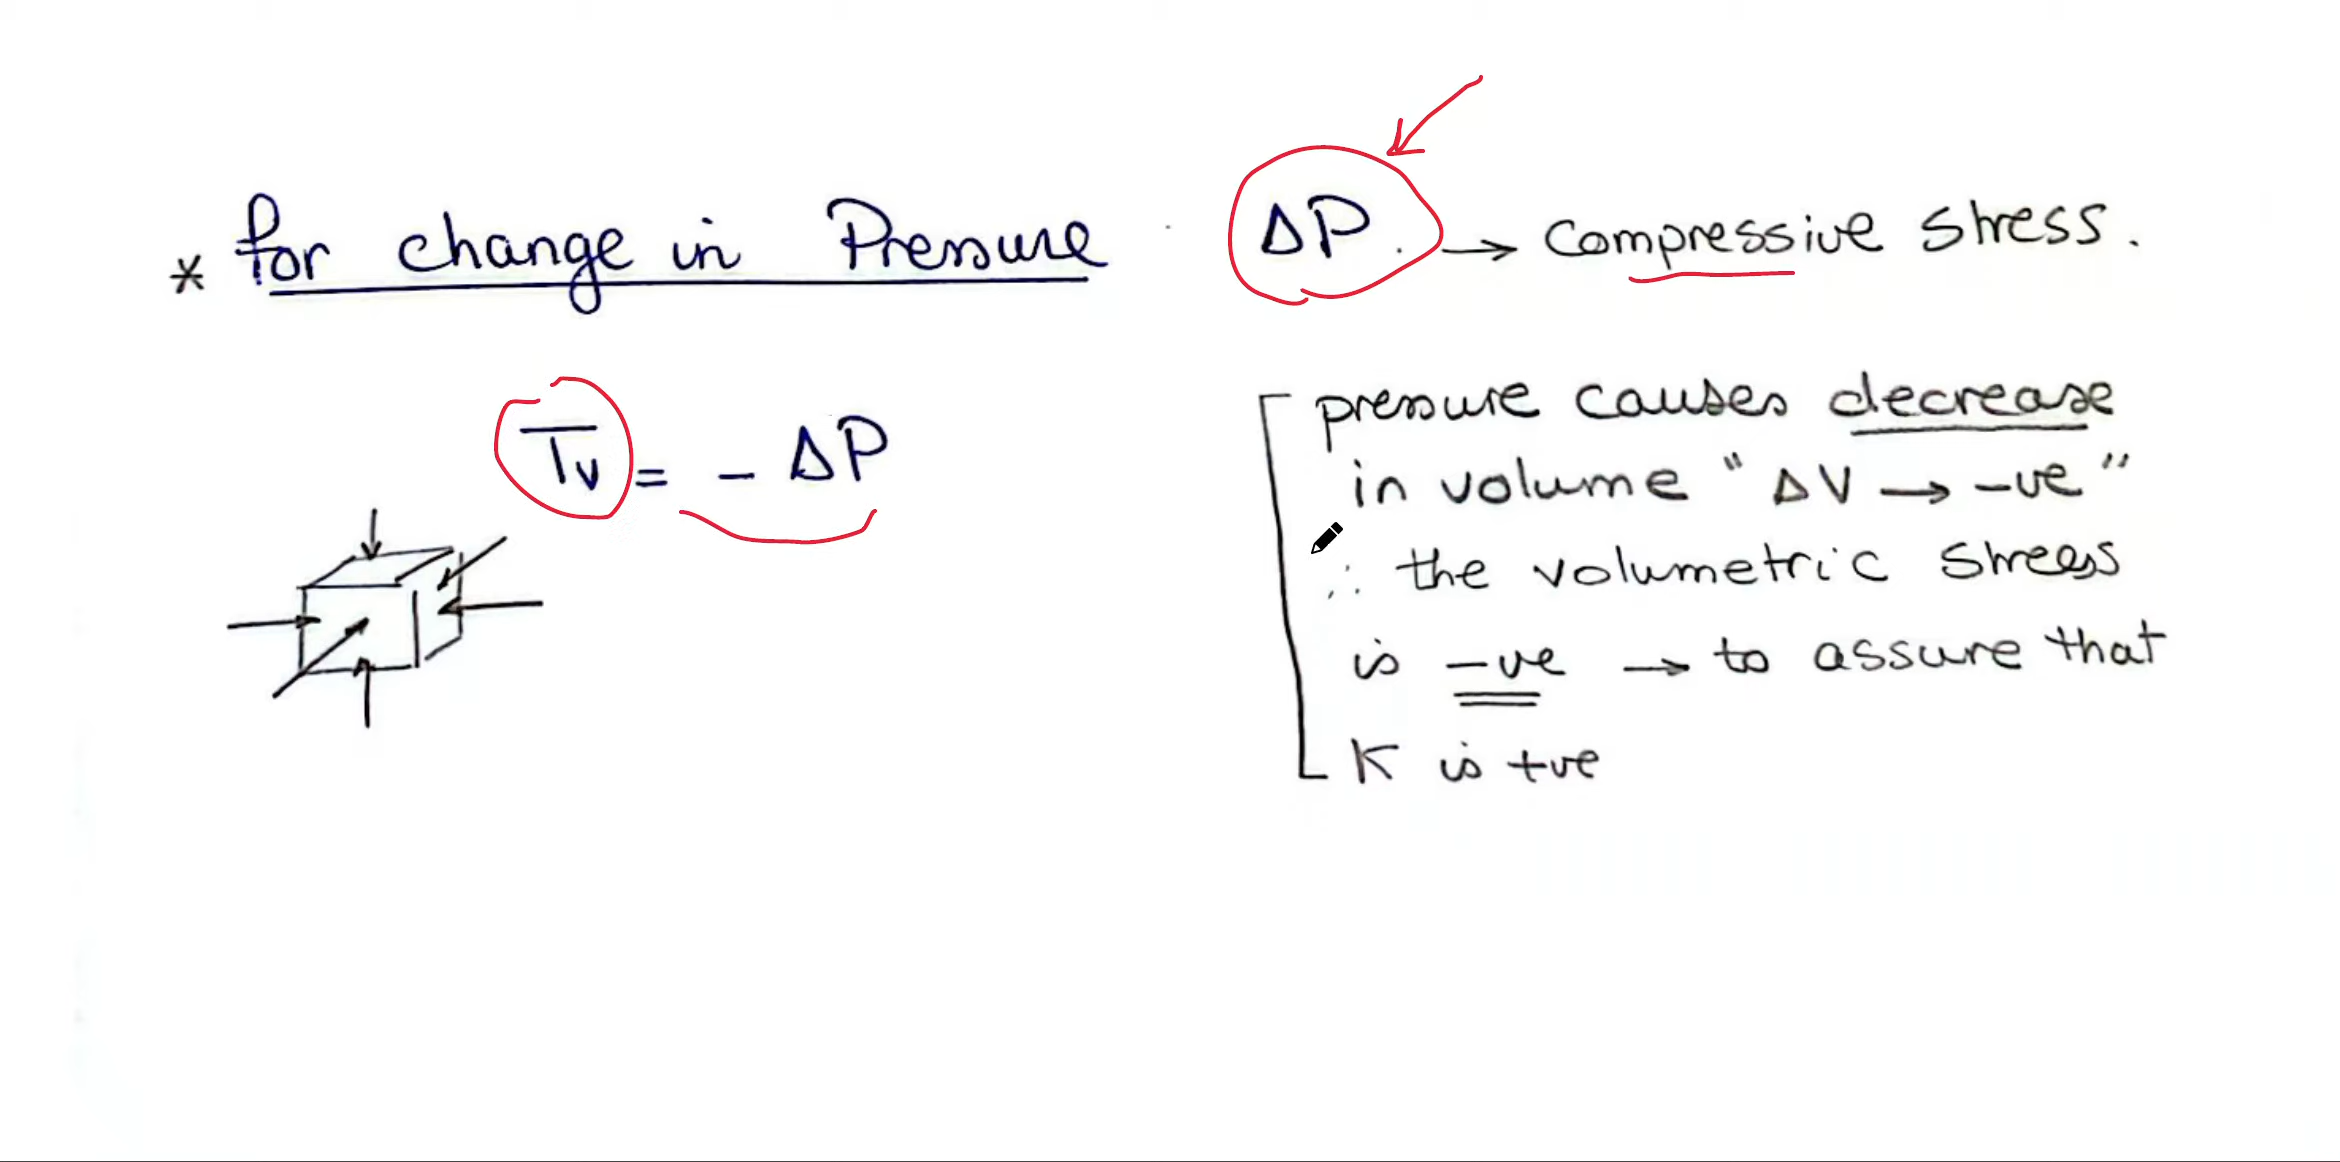 * for change in Pressure ΔP. → Compressive stress.
Tv = - ΔP
pressure causes decrease
in volume "ΔV → -ve"
∴ the volumetric stress
is -ve → to assure that
K is +ve